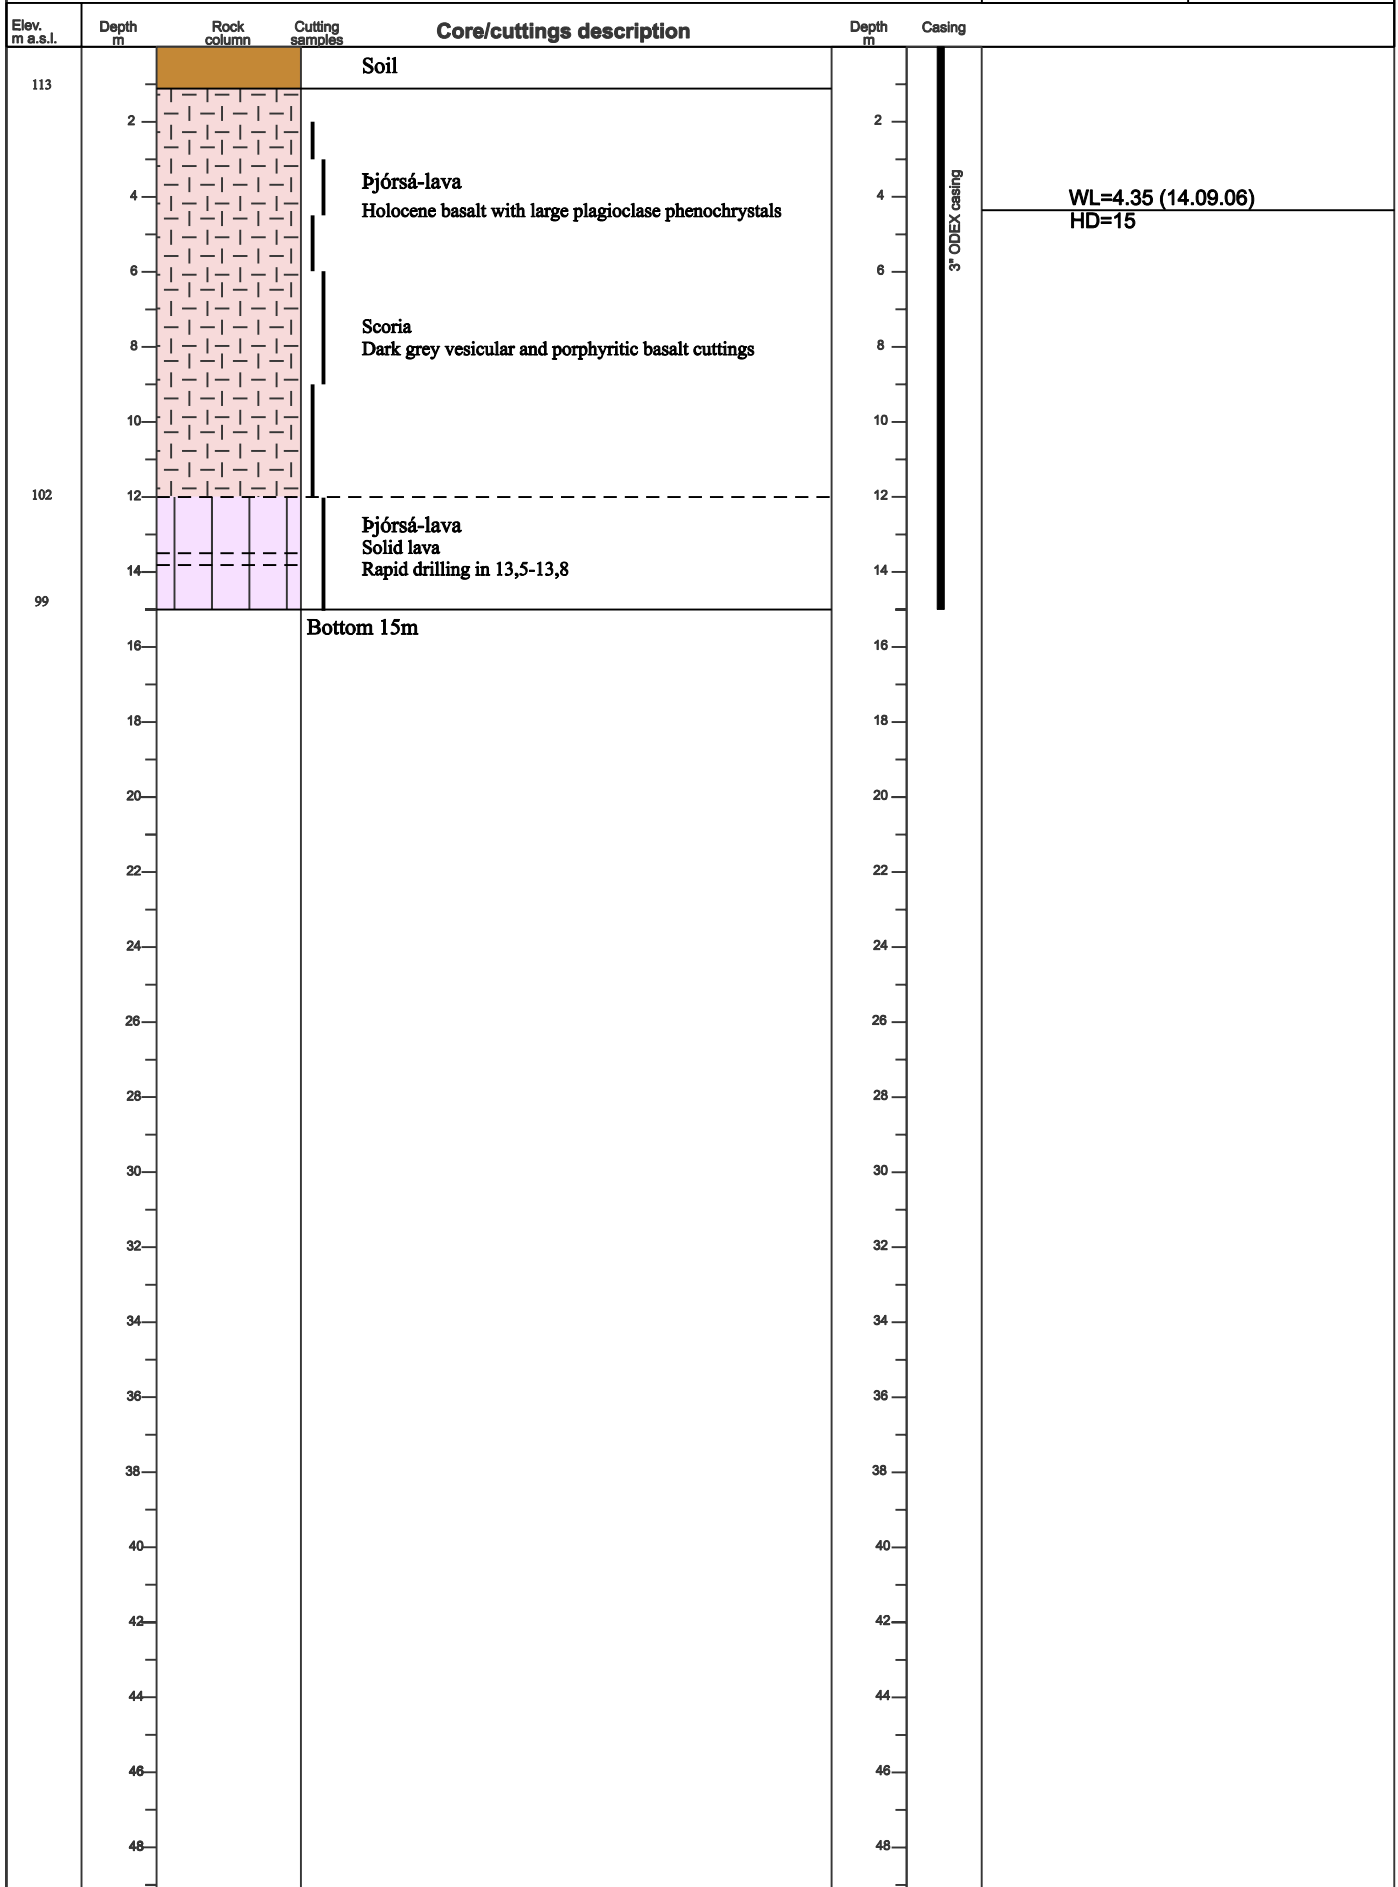 Elev.
m a.s.l.
Depth
m
Rock
column
Cutting
samples
Core/cuttings description
Depth
m
Casing
Soil
113
2
2
Þjórsá-lava
4
4
WL=4.35 (14.09.06)
Holocene basalt with large plagioclase phenochrystals
HD=15
3" ODEX casing
6
6
Scoria
8
8
Dark grey vesicular and porphyritic basalt cuttings
10
10
102
12
12
Þjórsá-lava
Solid lava
14
14
Rapid drilling in 13,5-13,8
99
Bottom 15m
16
16
18
18
20
20
22
22
24
24
26
26
28
28
30
30
32
32
34
34
36
36
38
38
40
40
42
42
44
44
46
46
48
48